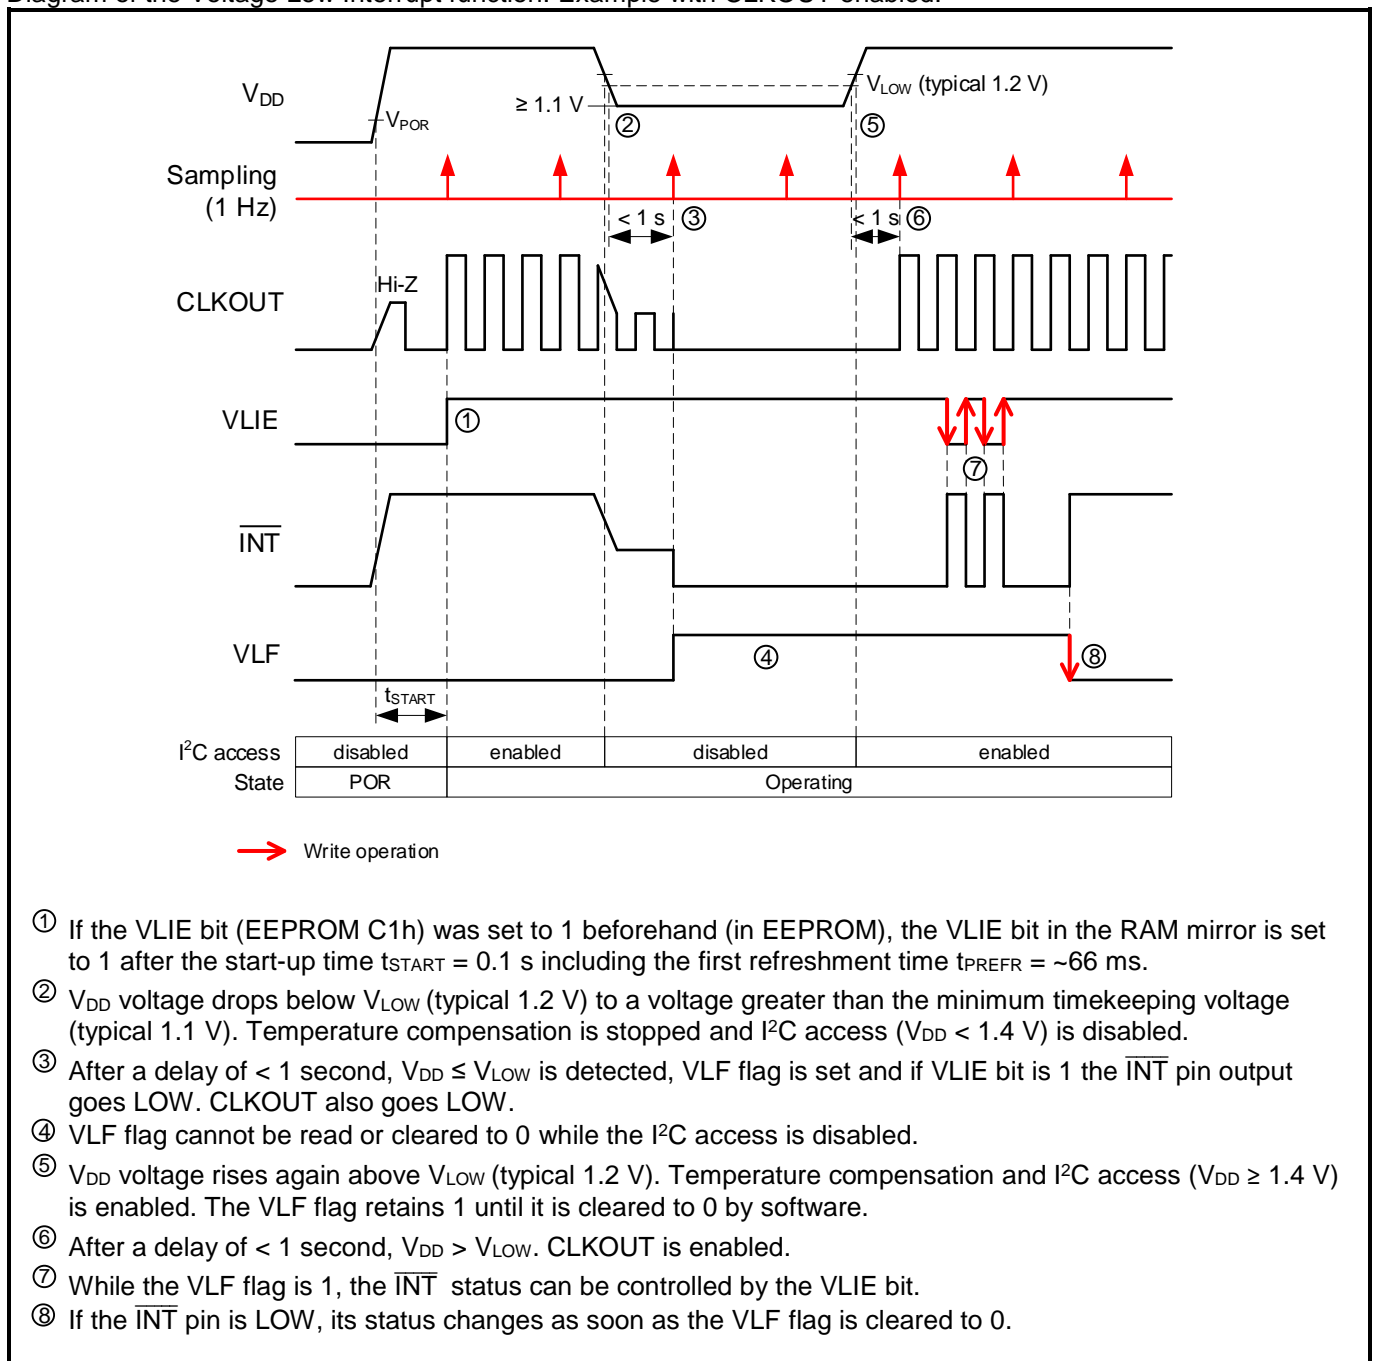 Diagram of the Voltage Low Interrupt function. Example with CLKOUT enabled:
VDD
VPOR
≥ 1.1 V
VLOW (typical 1.2 V)
②
⑤
Sampling
(1 Hz)
< 1 s ③
< 1 s ⑥
CLKOUT
Hi-Z
VLIE
①
⑦
INT
VLF
④
⑧
tSTART
I²C access disabled enabled disabled enabled
State POR Operating
Write operation
① If the VLIE bit (EEPROM C1h) was set to 1 beforehand (in EEPROM), the VLIE bit in the RAM mirror is set
to 1 after the start-up time tSTART = 0.1 s including the first refreshment time tPREFR = ~66 ms.
② VDD voltage drops below VLOW (typical 1.2 V) to a voltage greater than the minimum timekeeping voltage
(typical 1.1 V). Temperature compensation is stopped and I²C access (VDD < 1.4 V) is disabled.
③ After a delay of < 1 second, VDD ≤ VLOW is detected, VLF flag is set and if VLIE bit is 1 the INT pin output
goes LOW. CLKOUT also goes LOW.
④ VLF flag cannot be read or cleared to 0 while the I²C access is disabled.
⑤ VDD voltage rises again above VLOW (typical 1.2 V). Temperature compensation and I²C access (VDD ≥ 1.4 V)
is enabled. The VLF flag retains 1 until it is cleared to 0 by software.
⑥ After a delay of < 1 second, VDD > VLOW. CLKOUT is enabled.
⑦ While the VLF flag is 1, the INT status can be controlled by the VLIE bit.
⑧ If the INT pin is LOW, its status changes as soon as the VLF flag is cleared to 0.